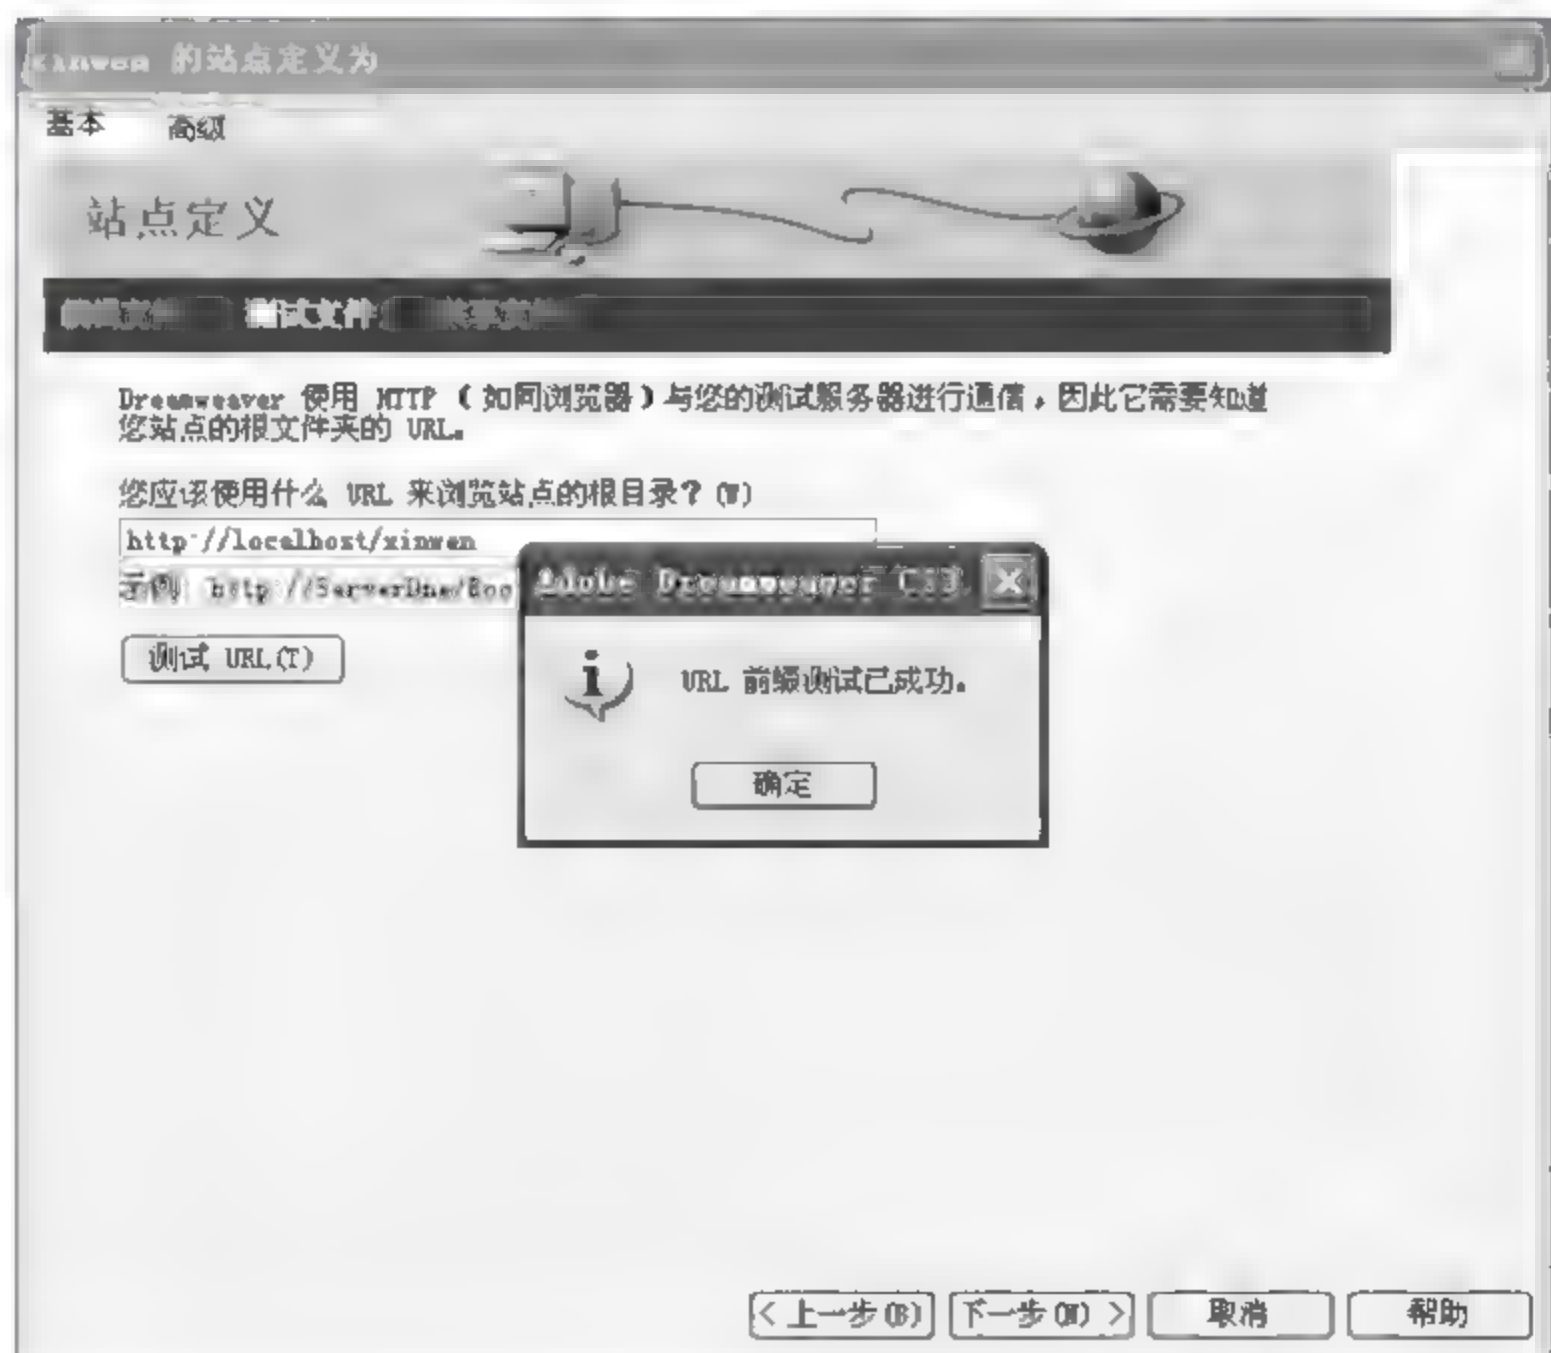 xinwen 的站点定义为
基本 高级
站点定义
测试文件
Dreamweaver 使用 HTTP ( 如同浏览器 ) 与您的测试服务器进行通信，因此它需要知道
您站点的根文件夹的 URL。
您应该使用什么 URL 来浏览站点的根目录？(W)
http://localhost/xinwen
示例: http://ServerOne/Roo
Adobe Dreamweaver CS3
测试 URL(T)
URL 前缀测试已成功。
确定
< 上一步(B) 下一步(N) > 取消 帮助